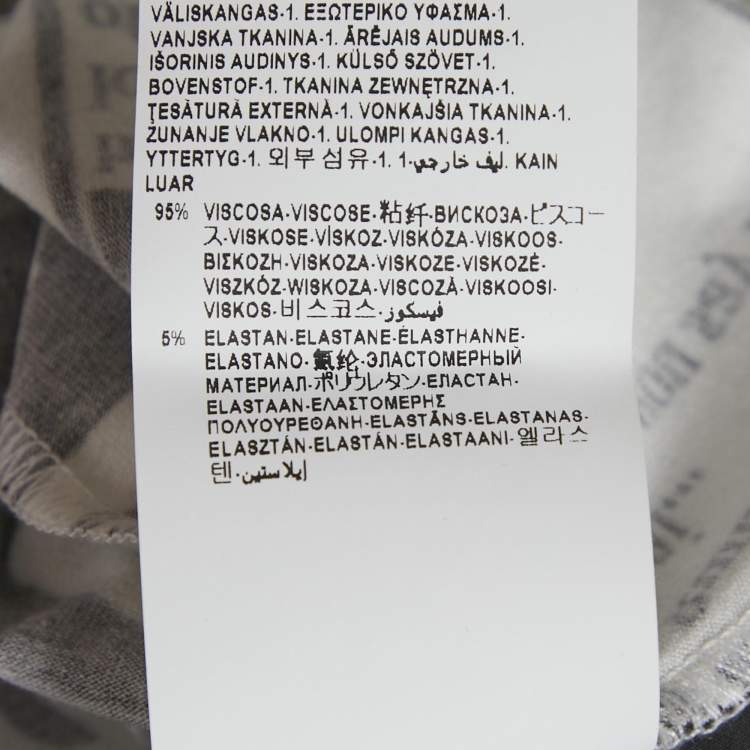 VÄLISKANGAS-1. ΕΞΩΤΕΡΙΚΟ ΥΦΑΣΜΑ-1.
VANJSKA TKANINA-1. ĀRĒJAIS AUDUMS-1.
IŠORINIS AUDINYS-1. KÜLSŐ SZÖVET-1.
BOVENSTOF-1. TKANINA ZEWNĘTRZNA-1.
ŢESĂTURĂ EXTERNĂ-1. VONKAJŠIA TKANINA-1.
ZUNANJE VLAKNO-1. ULOMPI KANGAS-1.
YTTERTYG-1. 외부 섬유-1. ليف خارجي-1. KAIN
LUAR
95% VISCOSA-VISCOSE-粘纤-ВИСКОЗА-ビスコー
ス-VISKOSE-VİSKOZ-VISKÓZA-VISKOOS-
ΒΙΣΚΟΖΗ-VISKOZA-VISKOZE-VISKOZĖ-
VISZKÓZ-WISKOZA-VISCOZĂ-VISKOOSI-
VISKOS-비스코스-فيسكوز
5% ELASTAN-ELASTANE-ÉLASTHANNE-
ELASTANO-氨纶-ЭЛАСТОМЕРНЫЙ
МАТЕРИАЛ-ポリウレタン-ЕЛАСТАН-
ELASTAAN-ΕΛΑΣΤΟΜΕΡΗΣ
ΠΟΛΥΟΥΡΕΘΑΝΗ-ELASTĀNS-ELASTANAS-
ELASZTÁN-ELASTÁN-ELASTAANI-엘라스
텐-إيلاستين